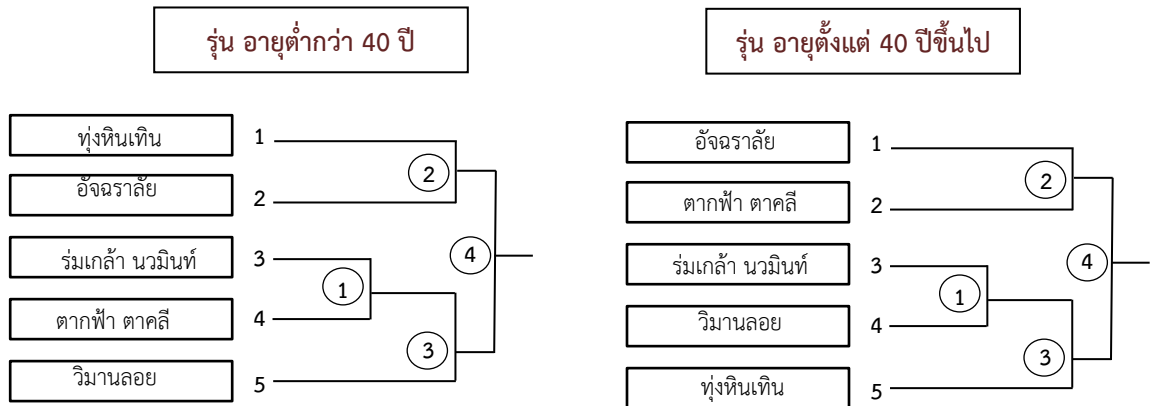 รุ่น อายุต่ำกว่า 40 ปี
ทุ่งหินเทิน 1
อัจฉราลัย 2
ร่มเกล้า นวมินท์ 3
ตากฟ้า ตาคลี 4
วิมานลอย 5
2
4
1
3
รุ่น อายุตั้งแต่ 40 ปีขึ้นไป
อัจฉราลัย 1
ตากฟ้า ตาคลี 2
ร่มเกล้า นวมินท์ 3
วิมานลอย 4
ทุ่งหินเทิน 5
2
4
1
3